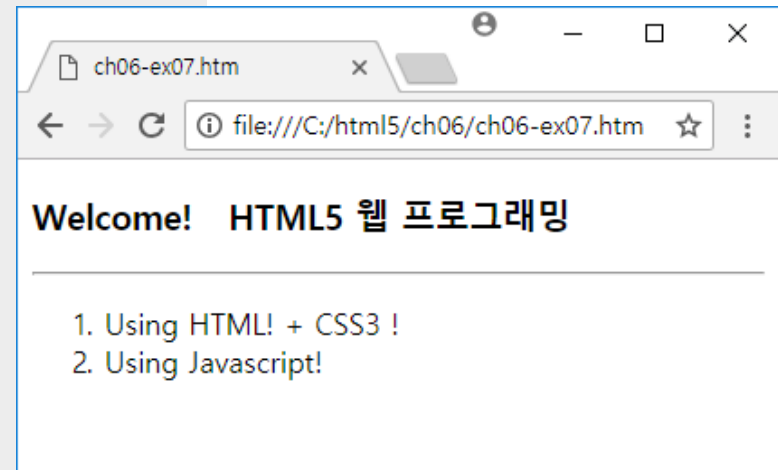 ch06-ex07.htm
file:///C:/html5/ch06/ch06-ex07.htm
Welcome! HTML5 웹 프로그래밍
1. Using HTML! + CSS3 !
2. Using Javascript!